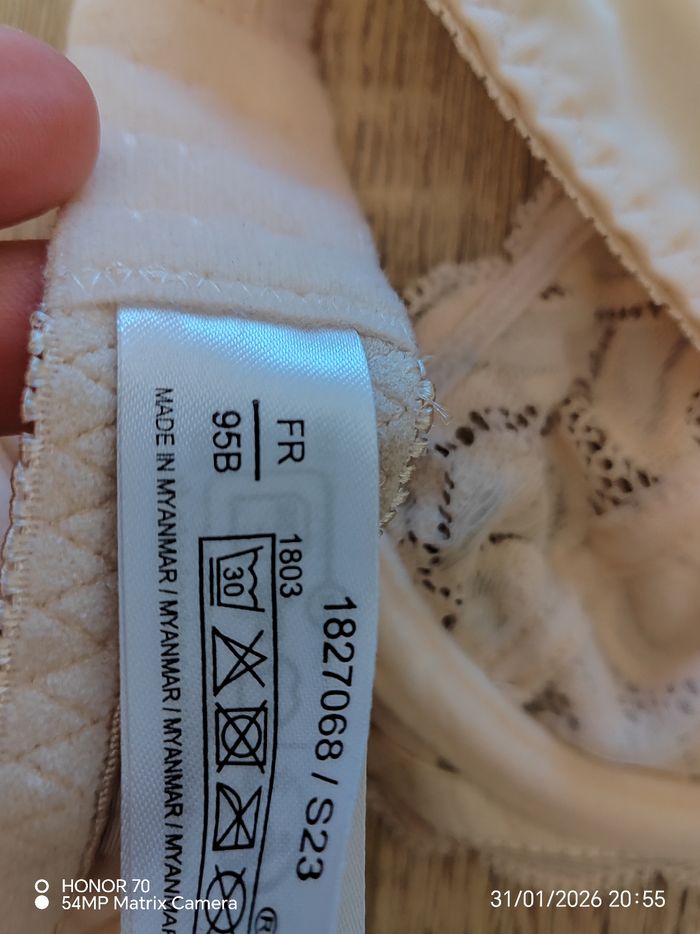 FR
95B
1803
1827068 / S23
30
MADE IN MYANMAR / MYANMAR / MYANMAR / MYANMAR
®
HONOR 70
54MP Matrix Camera
31/01/2026 20:55